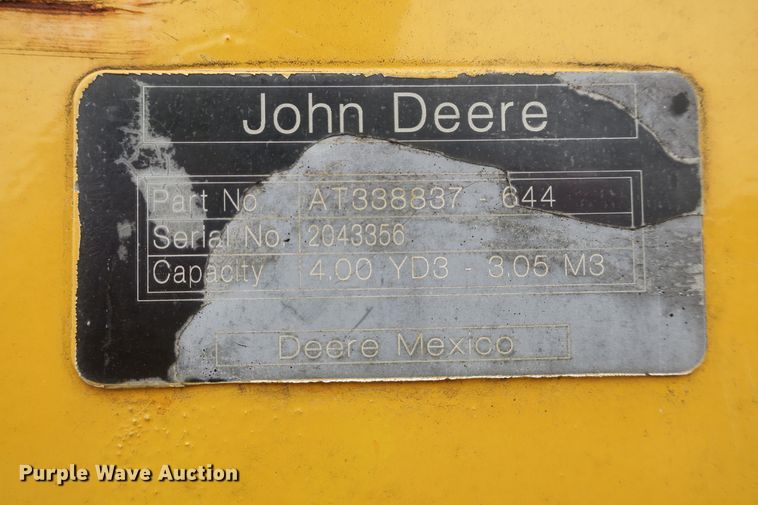 John Deere
Part No. AT338837 - 644
Serial No. 2043356
Capacity 4.00 YD3 - 3.05 M3
Deere Mexico
Purple Wave Auction